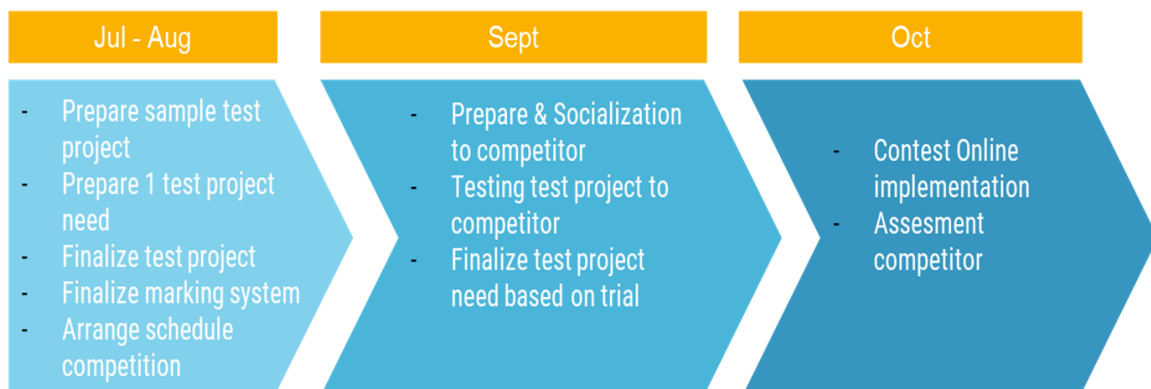 Jul - Aug
- Prepare sample test
project
- Prepare 1 test project
need
- Finalize test project
- Finalize marking system
- Arrange schedule
competition
Sept
- Prepare & Socialization
to competitor
- Testing test project to
competitor
- Finalize test project
need based on trial
Oct
- Contest Online
implementation
- Assesment
competitor